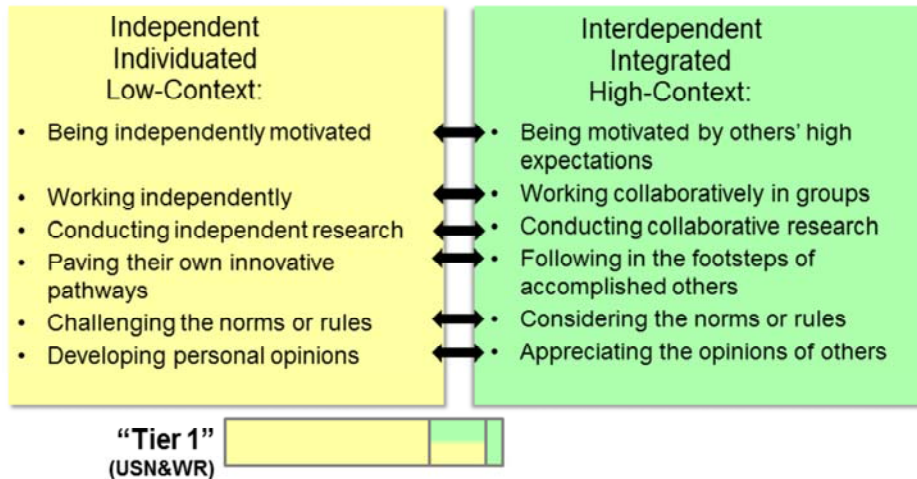 Independent
Individuated
Low-Context:
• Being independently motivated
• Working independently
• Conducting independent research
• Paving their own innovative
pathways
• Challenging the norms or rules
• Developing personal opinions
Interdependent
Integrated
High-Context:
• Being motivated by others’ high
expectations
• Working collaboratively in groups
• Conducting collaborative research
• Following in the footsteps of
accomplished others
• Considering the norms or rules
• Appreciating the opinions of others
“Tier 1”
(USN&WR)